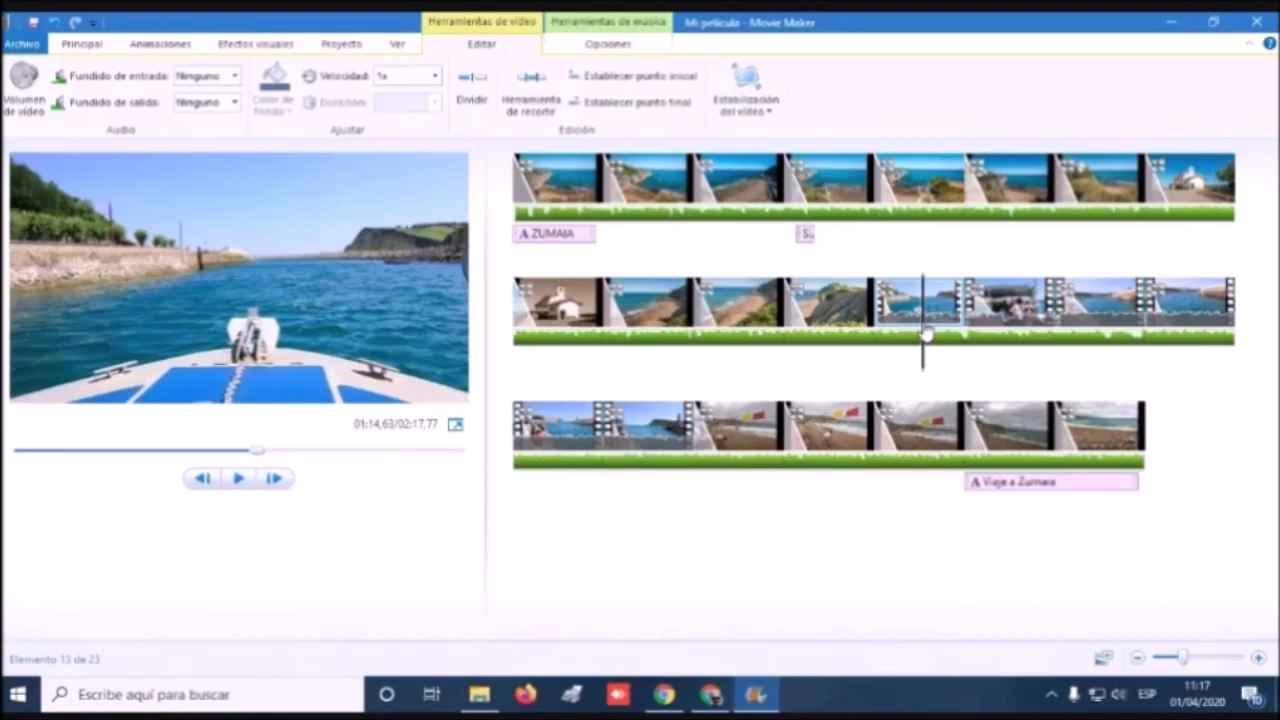 Herramientas de vídeo Herramientas de música Mi película - Movie Maker
Archivo Principal Animaciones Efectos visuales Proyecto Ver Editar Opciones
Volumen de vídeo
Fundido de entrada: Ninguno
Fundido de salida: Ninguno
Audio
Color de fondo
Velocidad: 1x
Duración:
Ajustar
Dividir
Herramienta de recorte
Establecer punto inicial
Establecer punto final
Edición
Estabilización del vídeo
A ZUMAIA
01:14,63/02:17,77
A Viaje a Zumaia
Elemento 13 de 23
Escribe aquí para buscar
ESP
11:17
01/04/2020
10